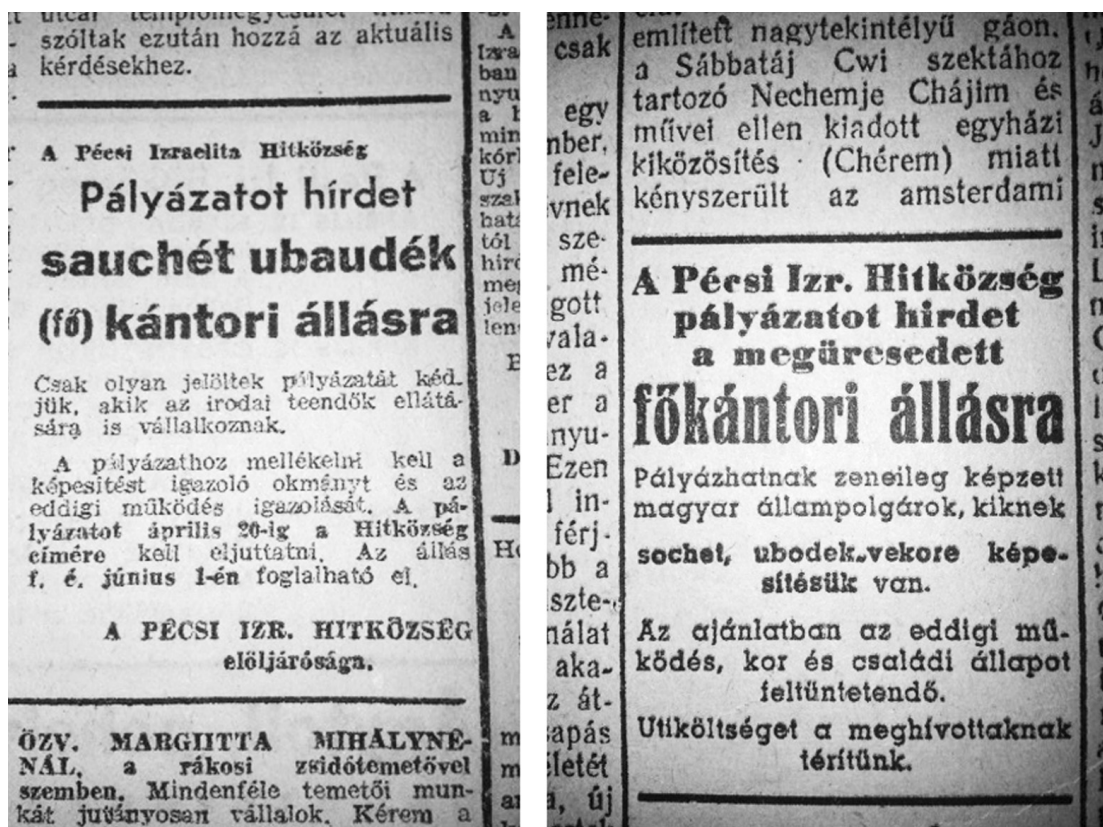 szóltak ezután hozzá az aktuális
kérdésekhez.
A Pécsi Izraelita Hitközség
Pályázatot hírdet
sauchét ubaudék
(fő) kántori állásra
Csak olyan jelöltek pályázatát kéd-
jük, akik az irodai teendők ellátá-
sára is vállalkoznak.
A pályázathoz mellékelni kell a
képesitést igazoló okmányt és az
eddigi működés igazolását. A pá-
lyázatot április 20-ig a Hitközség
címére kell eljuttatni. Az állás
f. é. június 1-én foglalható el.
A PÉCSI IZR. HITKÖZSÉG
elöljárósága.
ÖZV. MARGIITTA MIHÁLYNÉ-
NÁL, a rákosi zsidótemetővel
szemben. Mindenféle temetői mun-
kát jutányosan vállalok. Kérem a
említett nagytekintélyű gáon,
a Sábbatáj Cwi szektához
tartozó Nechemje Chájim és
művei ellen kiadott egyházi
kiközösítés (Chérem) miatt
kényszerült az amsterdami
A Pécsi Izr. Hitközség
pályázatot hirdet
a megüresedett
főkántori állásra
Pályázhatnak zeneileg képzett
magyar állampolgárok, kiknek
sochet, ubodek-vekore képe-
sítésük van.
Az ajánlatban az eddigi mű-
ködés, kor és családi állapot
feltüntetendő.
Utiköltséget a meghívottaknak
térítünk.